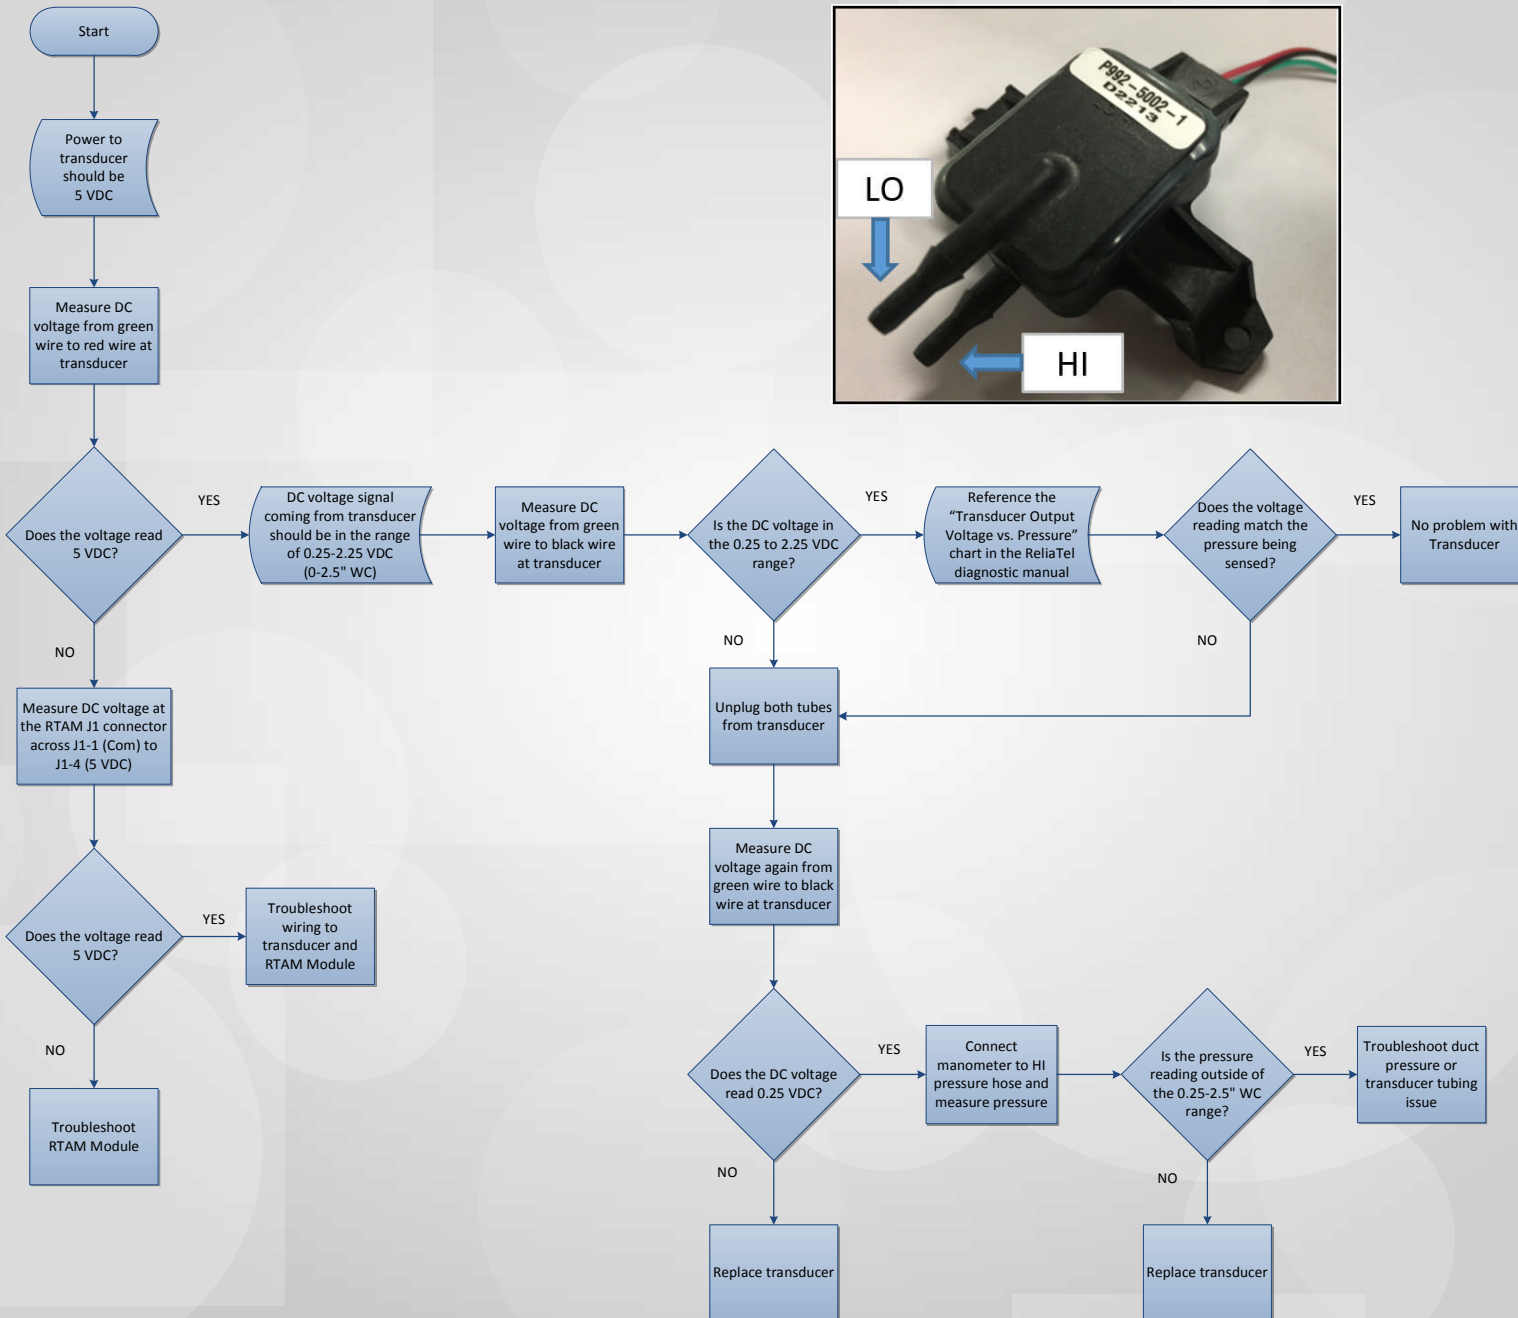 Start
Power to
transducer
should be
5 VDC
Measure DC
voltage from green
wire to red wire at
transducer
Does the voltage read
5 VDC?
YES
NO
DC voltage signal
coming from transducer
should be in the range
of 0.25-2.25 VDC
(0-2.5" WC)
Measure DC
voltage from green
wire to black wire
at transducer
Is the DC voltage in
the 0.25 to 2.25 VDC
range?
YES
NO
Reference the
“Transducer Output
Voltage vs. Pressure”
chart in the ReliaTel
diagnostic manual
Does the voltage
reading match the
pressure being
sensed?
YES
NO
No problem with
Transducer
Measure DC voltage at
the RTAM J1 connector
across J1-1 (Com) to
J1-4 (5 VDC)
Does the voltage read
5 VDC?
YES
NO
Troubleshoot
wiring to
transducer and
RTAM Module
Troubleshoot
RTAM Module
Unplug both tubes
from transducer
Measure DC
voltage again from
green wire to black
wire at transducer
Does the DC voltage
read 0.25 VDC?
YES
NO
Connect
manometer to HI
pressure hose and
measure pressure
Is the pressure
reading outside of
the 0.25-2.5" WC
range?
YES
NO
Troubleshoot duct
pressure or
transducer tubing
issue
Replace transducer
Replace transducer
P992-5002-1
D2213
LO
HI